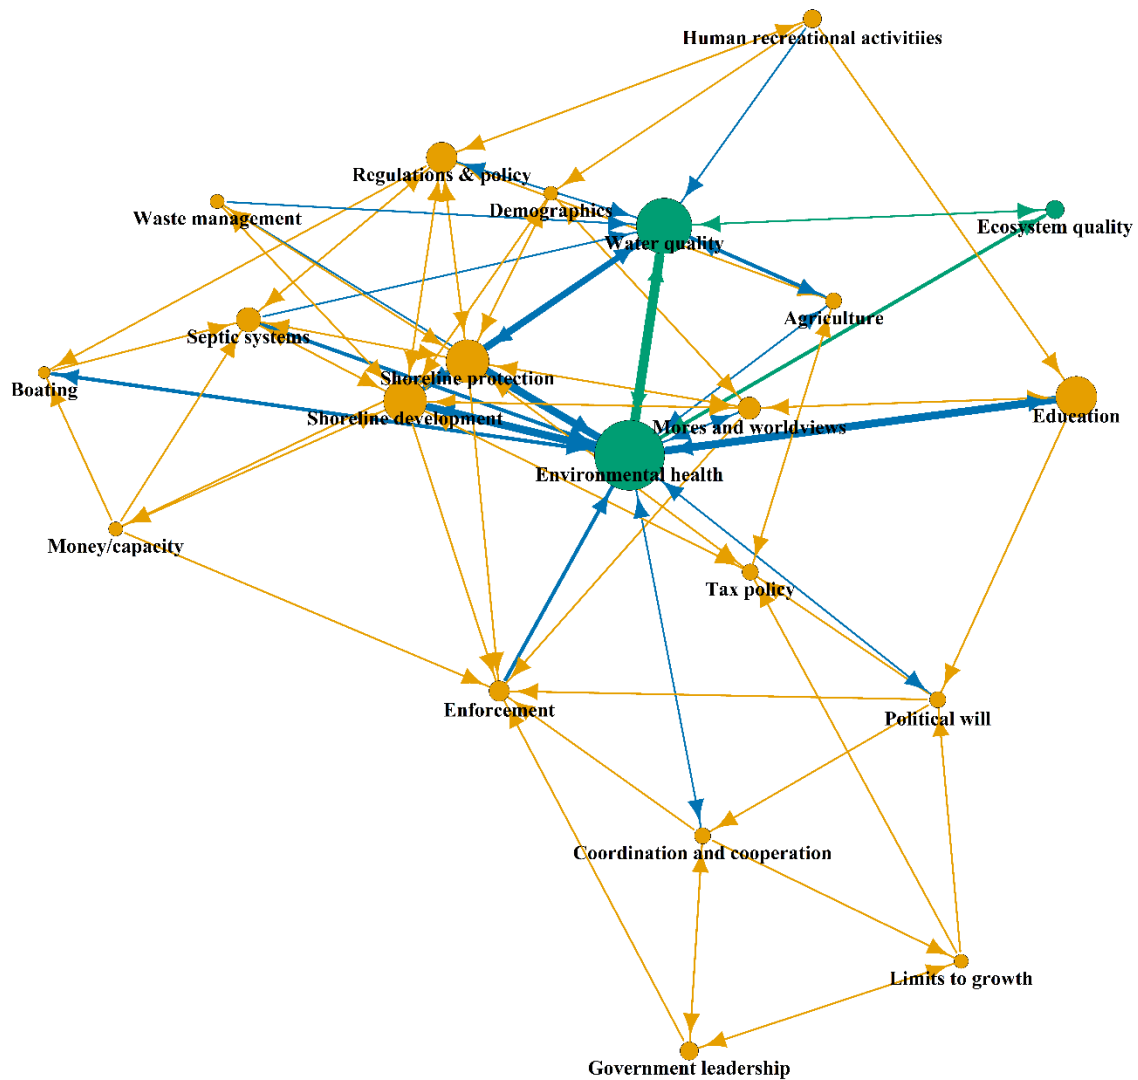 Human recreational activitiies
Regulations & policy
Waste management
Demographics
Water quality
Ecosystem quality
Agriculture
Septic systems
Shoreline protection
Boating
Shoreline development
Mores and worldviews
Education
Environmental health
Money/capacity
Tax policy
Enforcement
Political will
Coordination and cooperation
Limits to growth
Government leadership